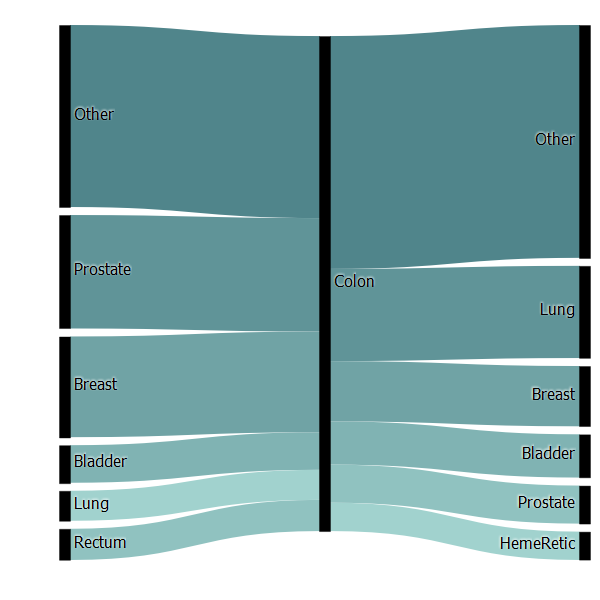 Other
Prostate
Breast
Bladder
Lung
Rectum
Colon
Other
Lung
Breast
Bladder
Prostate
HemeRetic